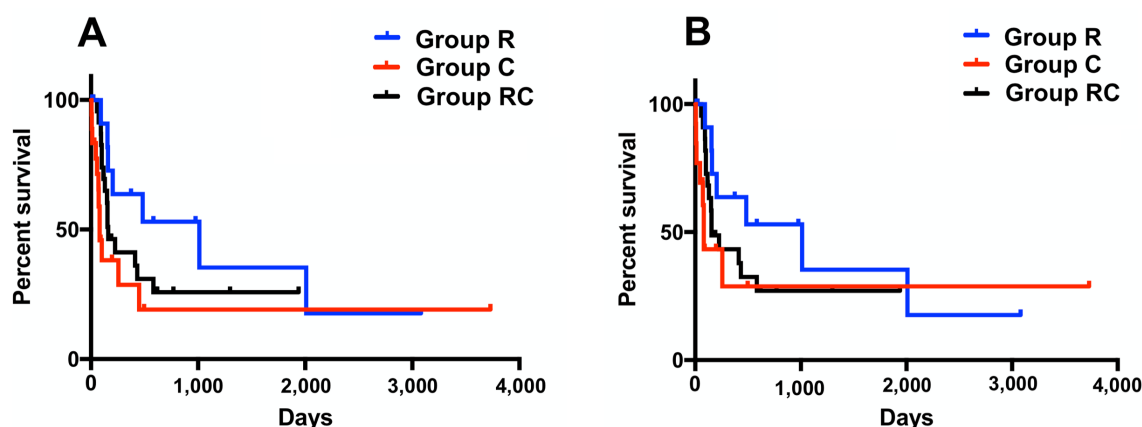 A
Group R
Group C
Group RC
Percent survival
100
50
0
0 1,000 2,000 3,000 4,000
Days
B
Group R
Group C
Group RC
Percent survival
100
50
0
0 1,000 2,000 3,000 4,000
Days